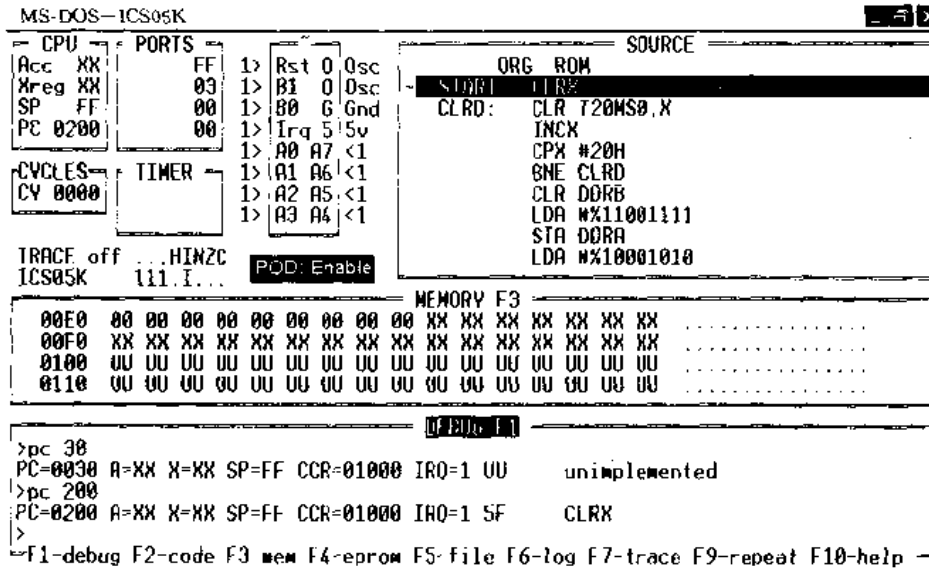 MS-DOS—ICS05K
CPU PORTS SOURCE
Acc XX FF 1> Rst O Osc ORG ROM
Xreg XX 03 1> B1 O Osc START CLRX
SP FF 00 1> B0 G Gnd CLRD: CLR T20MS0,X
PC 0200 00 1> Irq 5 5v INCX
1> A0 A7 <1 CPX #20H
CYCLES TIMER 1> A1 A6 <1 BNE CLRD
CY 0000 1> A2 A5 <1 CLR DDRB
1> A3 A4 <1 LDA #%11001111
STA DDRA
TRACE off ...HINZC POD: Enable LDA #%10001010
ICS05K 111.I...
MEMORY F3
00E0 00 00 00 00 00 00 00 00 00 XX XX XX XX XX XX XX ................
00F0 XX XX XX XX XX XX XX XX XX XX XX XX XX XX XX XX ................
0100 UU UU UU UU UU UU UU UU UU UU UU UU UU UU UU UU ................
0110 UU UU UU UU UU UU UU UU UU UU UU UU UU UU UU UU ................
DEBUG F1
>pc 30
PC=0030 A=XX X=XX SP=FF CCR=01000 IRQ=1 UU unimplemented
>pc 200
PC=0200 A=XX X=XX SP=FF CCR=01000 IRQ=1 5F CLRX
>
F1-debug F2-code F3 mem F4-eprom F5-file F6-log F7-trace F9-repeat F10-help